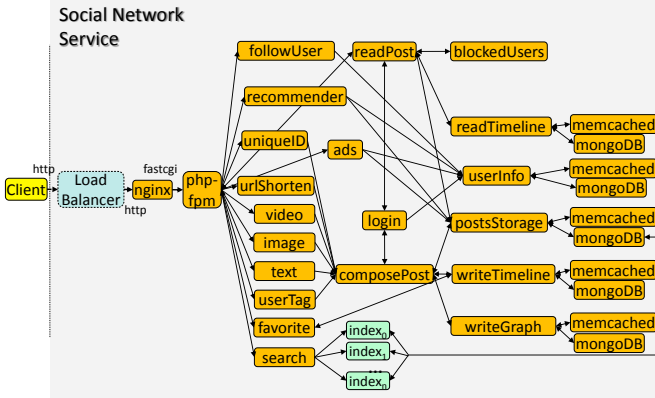 Social Network
Service
followUser
readPost
blockedUsers
recommender
readTimeline
memcached
mongoDB
uniqueID
ads
http
fastcgi
userInfo
memcached
mongoDB
Client
Load
Balancer
nginx
php-
fpm
urlShorten
http
video
login
postsStorage
memcached
mongoDB
image
text
composePost
writeTimeline
memcached
mongoDB
userTag
favorite
index0
writeGraph
memcached
mongoDB
search
index1
...
indexn